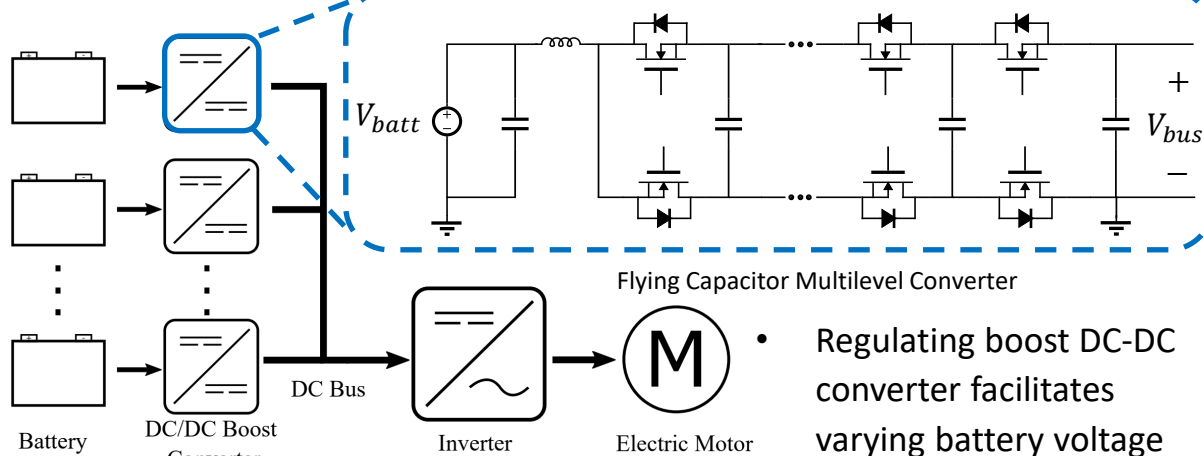 V_batt
+
V_bus
−
Flying Capacitor Multilevel Converter
M
• Regulating boost DC-DC
converter facilitates
varying battery voltage
DC Bus
Battery
DC/DC Boost
Converter
Inverter
Electric Motor